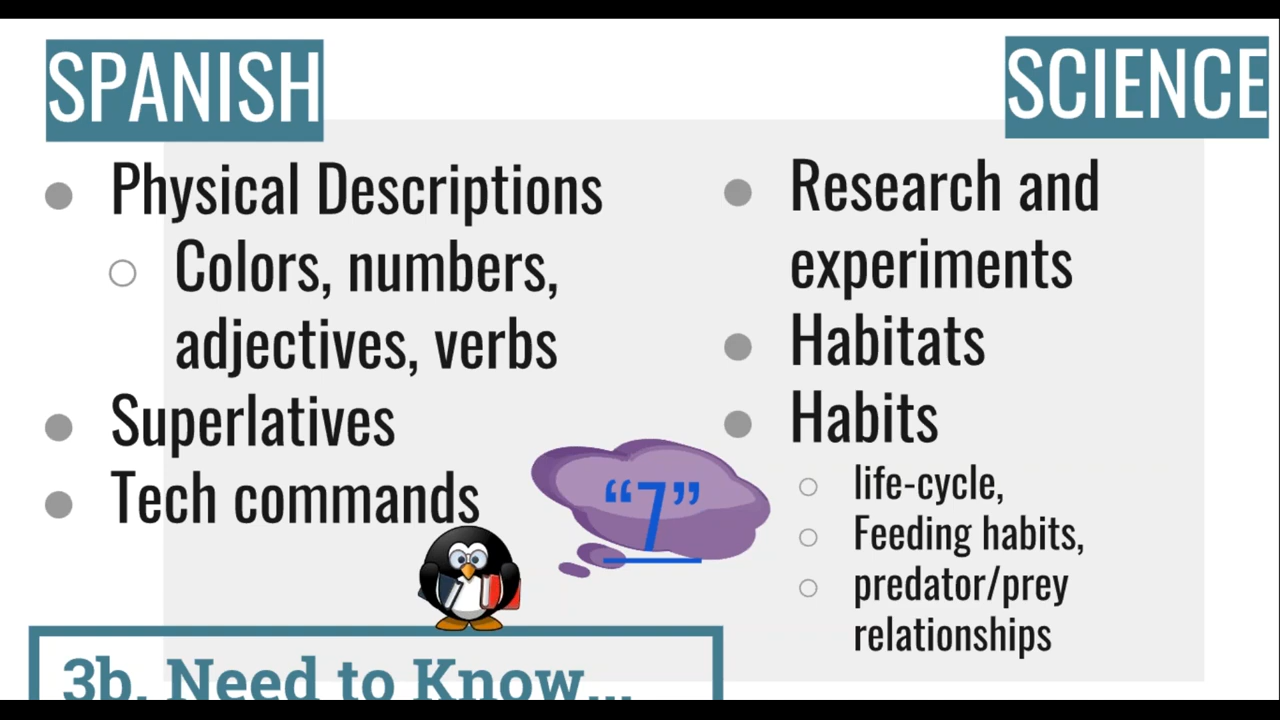 SPANISH
Physical Descriptions
Colors, numbers,
adjectives, verbs
Superlatives
Tech commands
“7”
SCIENCE
Research and
experiments
Habitats
Habits
life-cycle,
Feeding habits,
predator/prey
relationships
3b. Need to Know...